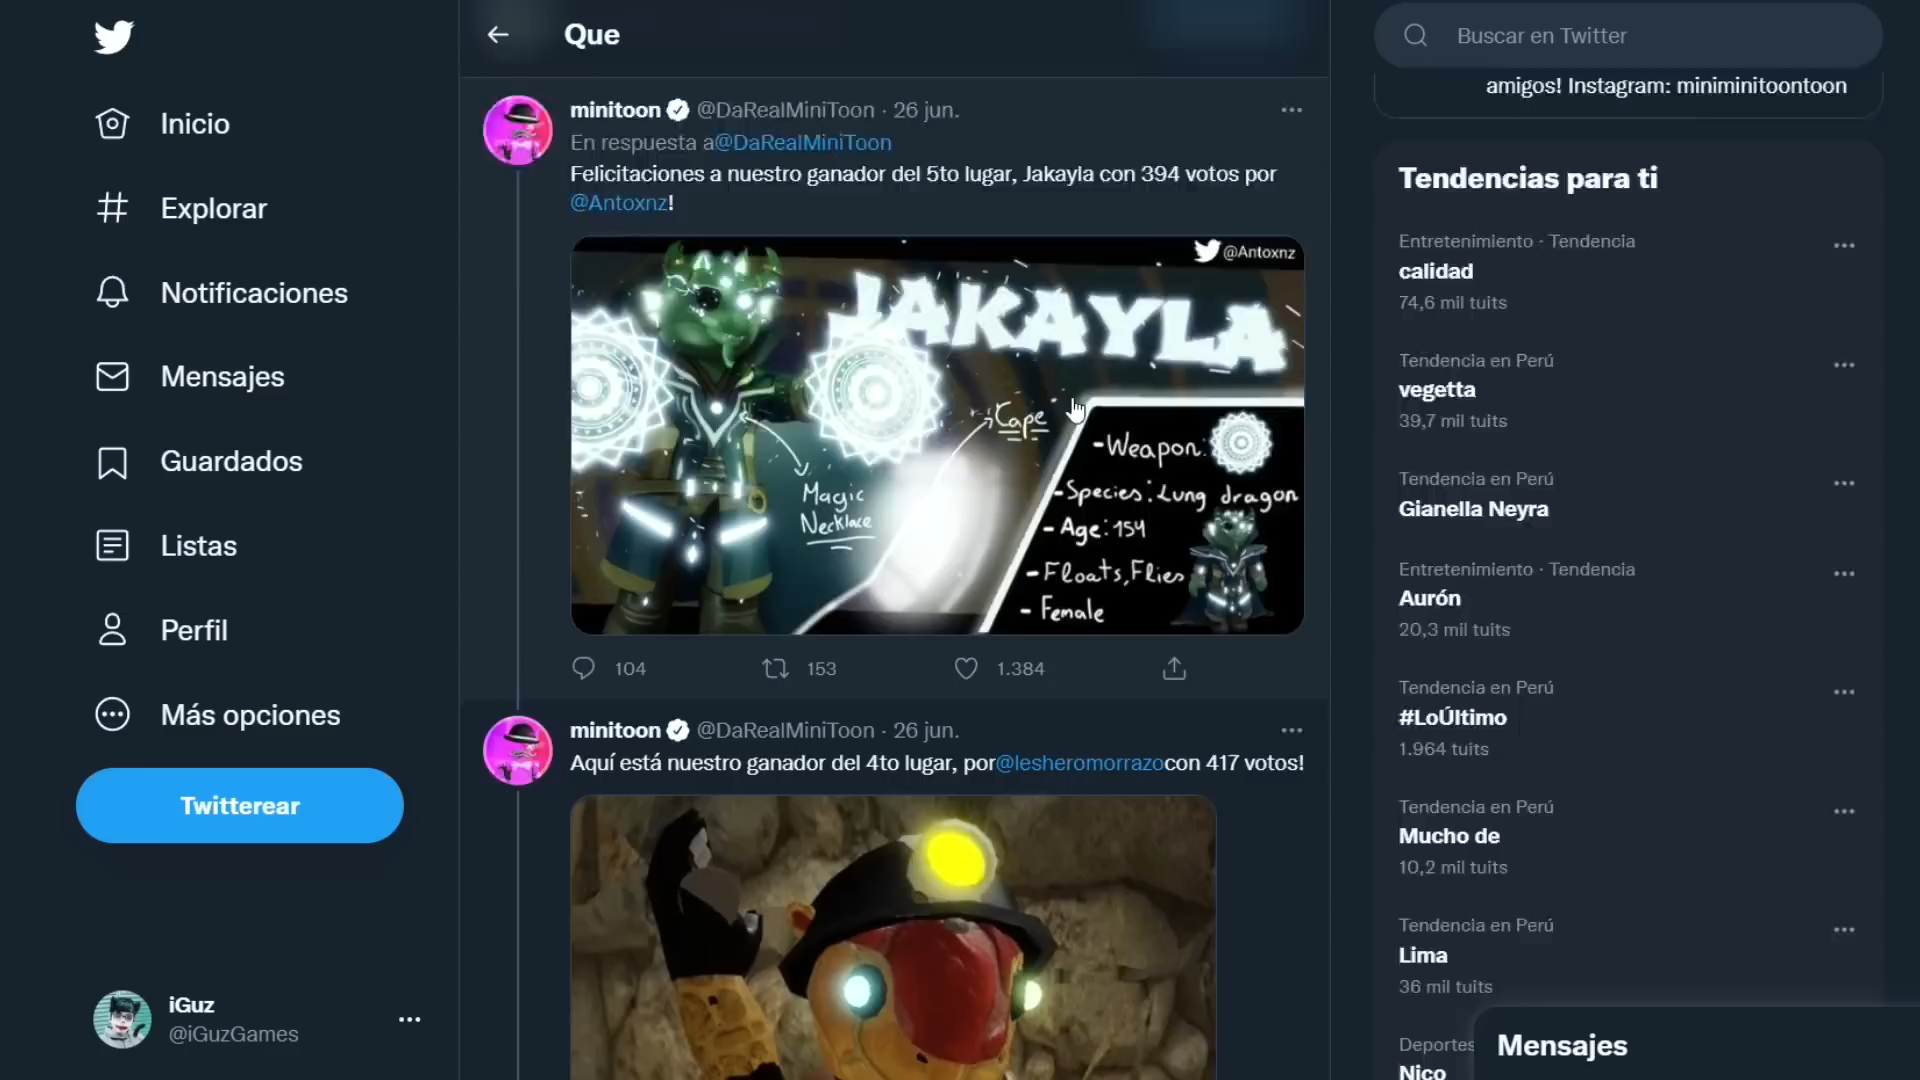 Inicio
Explorar
Notificaciones
Mensajes
Guardados
Listas
Perfil
Más opciones
Twitterear
iGuz
@iGuzGames
Que
minitoon @DaRealMiniToon · 26 jun.
En respuesta a@DaRealMiniToon
Felicitaciones a nuestro ganador del 5to lugar, Jakayla con 394 votos por
@Antoxnz!
@Antoxnz
JAKAYLA
Cape
Magic
Necklace
-Weapon:
-Species: Lung dragon
- Age: 154
- Floats, Flies
- Female
104 153 1.384
minitoon @DaRealMiniToon · 26 jun.
Aquí está nuestro ganador del 4to lugar, por@lesheromorrazocon 417 votos!
Buscar en Twitter
amigos! Instagram: miniminitoontoon
Tendencias para ti
Entretenimiento · Tendencia
calidad
74,6 mil tuits
Tendencia en Perú
vegetta
39,7 mil tuits
Tendencia en Perú
Gianella Neyra
Entretenimiento · Tendencia
Aurón
20,3 mil tuits
Tendencia en Perú
#LoÚltimo
1.964 tuits
Tendencia en Perú
Mucho de
10,2 mil tuits
Tendencia en Perú
Lima
36 mil tuits
Deportes
Nico
Mensajes